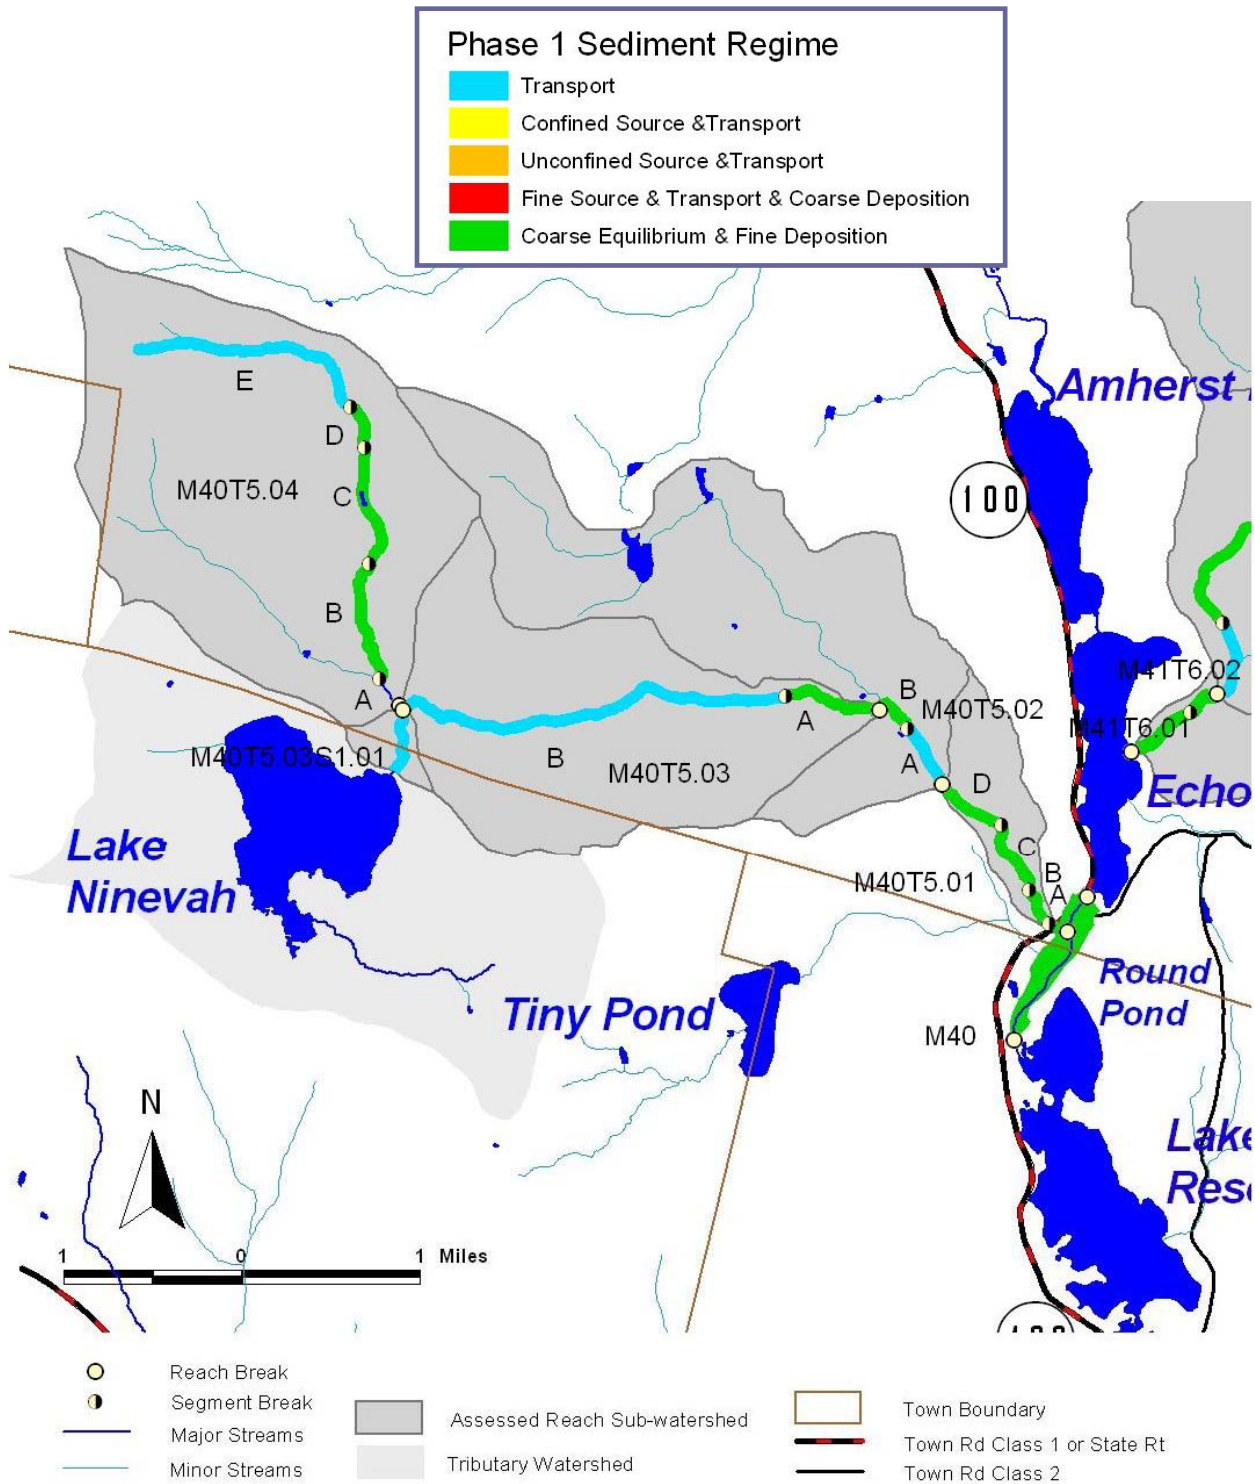 Phase 1 Sediment Regime
Transport
Confined Source &Transport
Unconfined Source &Transport
Fine Source & Transport & Coarse Deposition
Coarse Equilibrium & Fine Deposition
Amherst
E
D
M40T5.04
C
100
B
M41T6.02
A
B
M40T5.02
A
M41T6.01
M40T5.03S1.01
B
M40T5.03
A
D
Echo
Lake
Ninevah
C
B
M40T5.01
A
Round
Pond
Tiny Pond
M40
N
Lake
Res
1 0 1 Miles
Reach Break
Segment Break
Major Streams
Minor Streams
Assessed Reach Sub-watershed
Tributary Watershed
Town Boundary
Town Rd Class 1 or State Rt
Town Rd Class 2